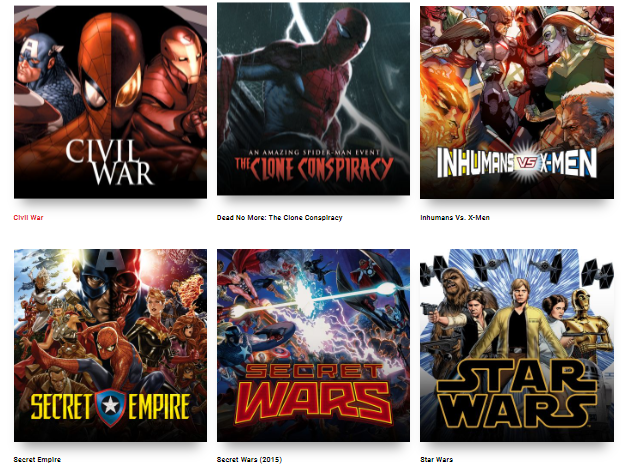 CIVIL
WAR
AN AMAZING SPIDER-MAN EVENT
THE CLONE CONSPIRACY
INHUMANS VS X-MEN
Civil War
Dead No More: The Clone Conspiracy
Inhumans Vs. X-Men
A
SECRET EMPIRE
SECRET
WARS
STAR
WARS
Secret Empire
Secret Wars (2015)
Star Wars